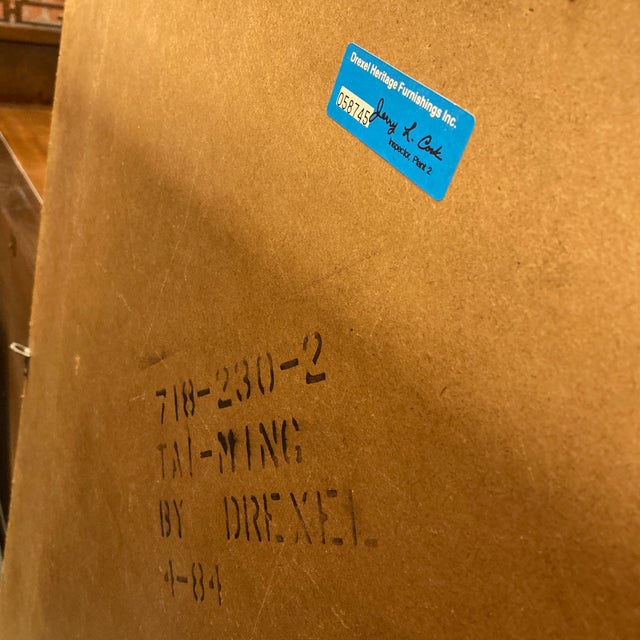 Drexel Heritage Furnishings Inc.
058745
Jerry L. Cook
Inspector, Plant 2
718-230-2
TAI-MING
BY DREXEL
4-84